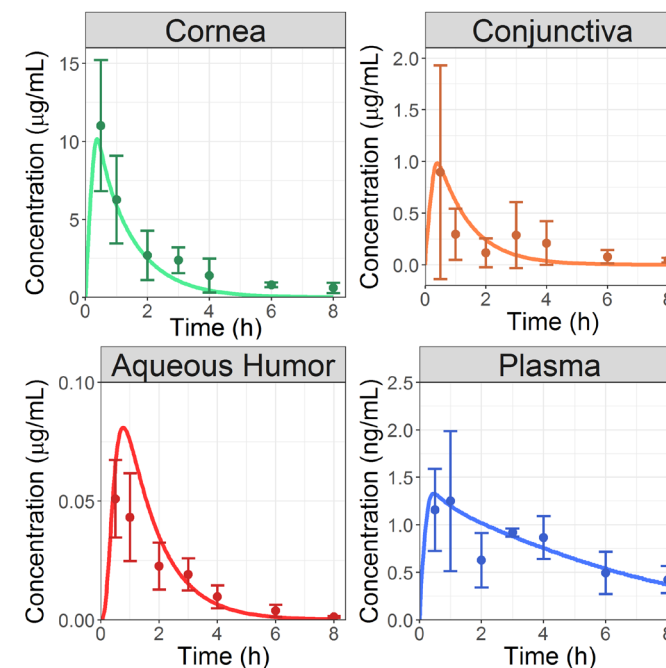 Cornea
Concentration (µg/mL)
15
10
5
0
0 2 4 6 8
Time (h)
Conjunctiva
Concentration (µg/mL)
2.0
1.5
1.0
0.5
0.0
0 2 4 6 8
Time (h)
Aqueous Humor
Concentration (µg/mL)
0.10
0.05
0.00
0 2 4 6 8
Time (h)
Plasma
Concentration (ng/mL)
2.5
2.0
1.5
1.0
0.5
0.0
0 2 4 6 8
Time (h)